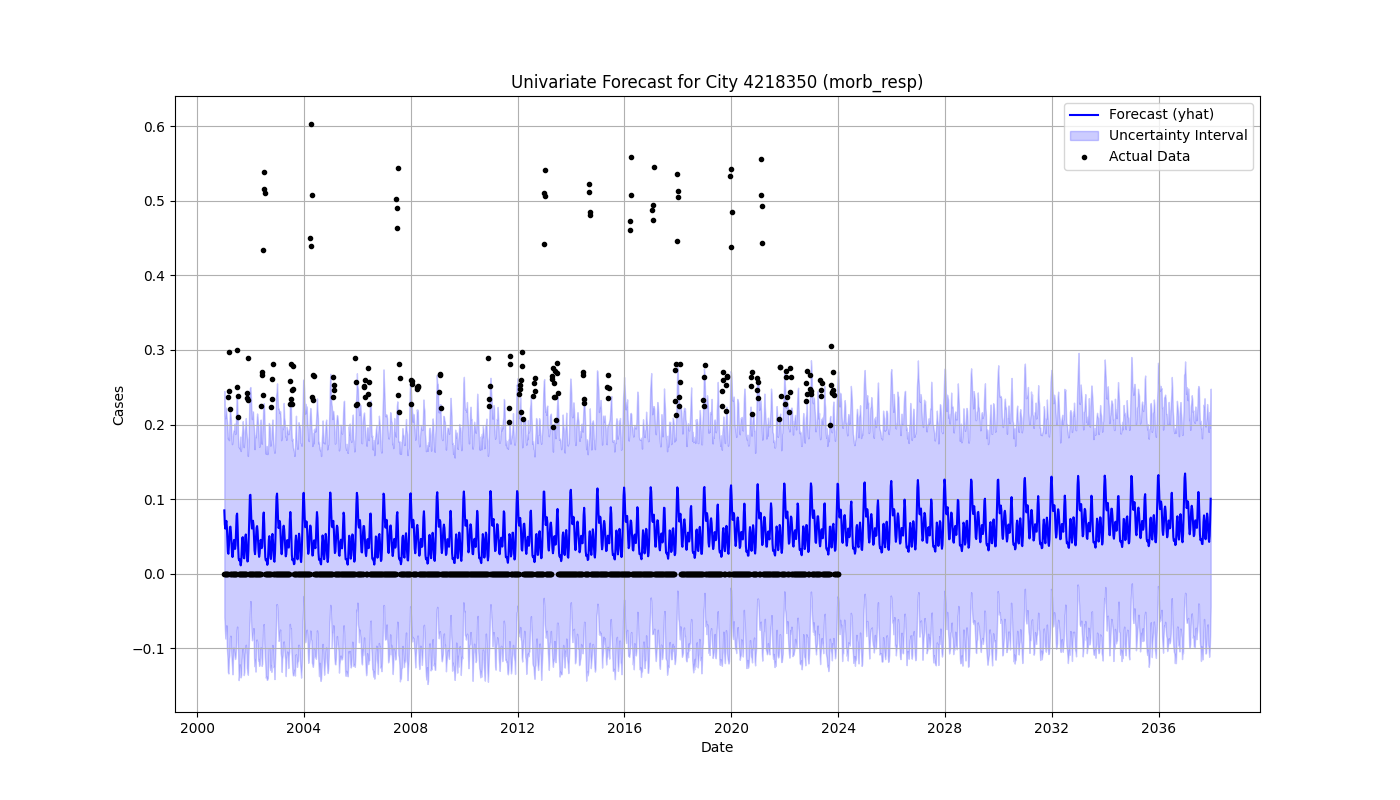 Univariate Forecast for City 4218350 (morb_resp)
Forecast (yhat)
Uncertainty Interval
Actual Data
Cases
0.6
0.5
0.4
0.3
0.2
0.1
0.0
−0.1
2000 2004 2008 2012 2016 2020 2024 2028 2032 2036
Date